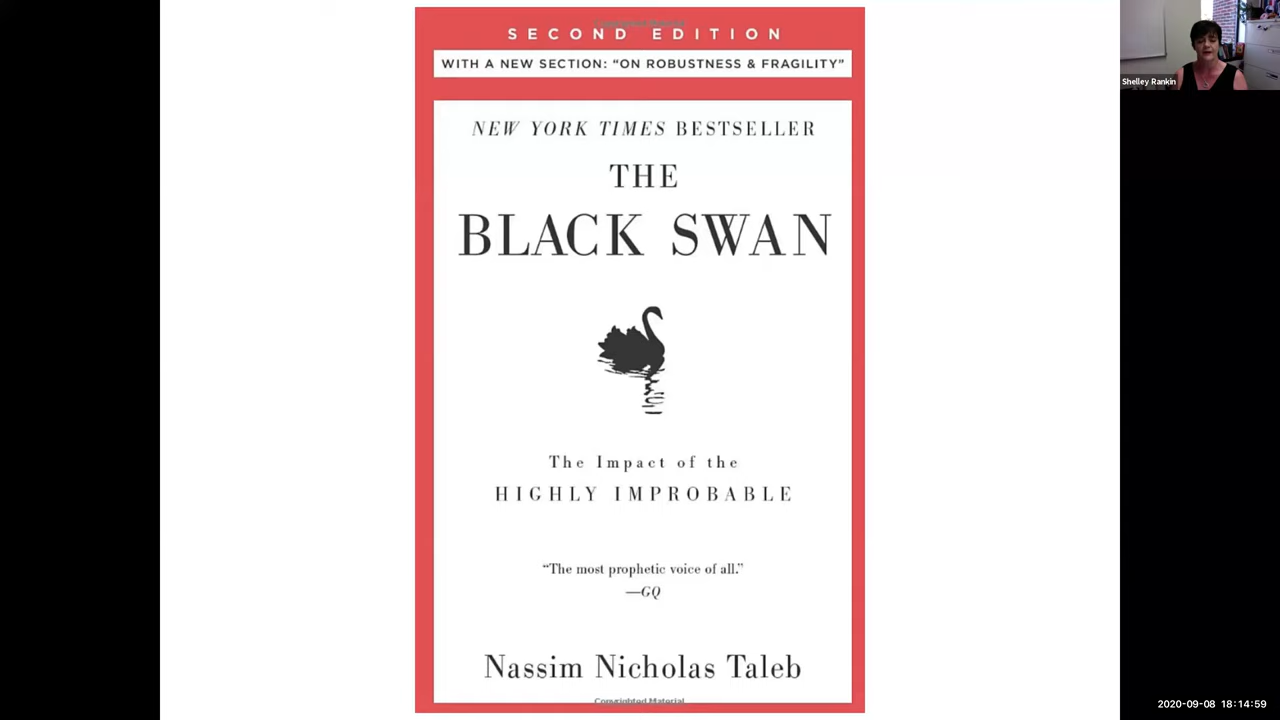 Copyrighted Material
SECOND EDITION
WITH A NEW SECTION: “ON ROBUSTNESS & FRAGILITY”
NEW YORK TIMES BESTSELLER
THE
BLACK SWAN
The Impact of the
HIGHLY IMPROBABLE
“The most prophetic voice of all.”
—GQ
Nassim Nicholas Taleb
Copyrighted Material
Shelley Rankin
2020-09-08 18:14:59